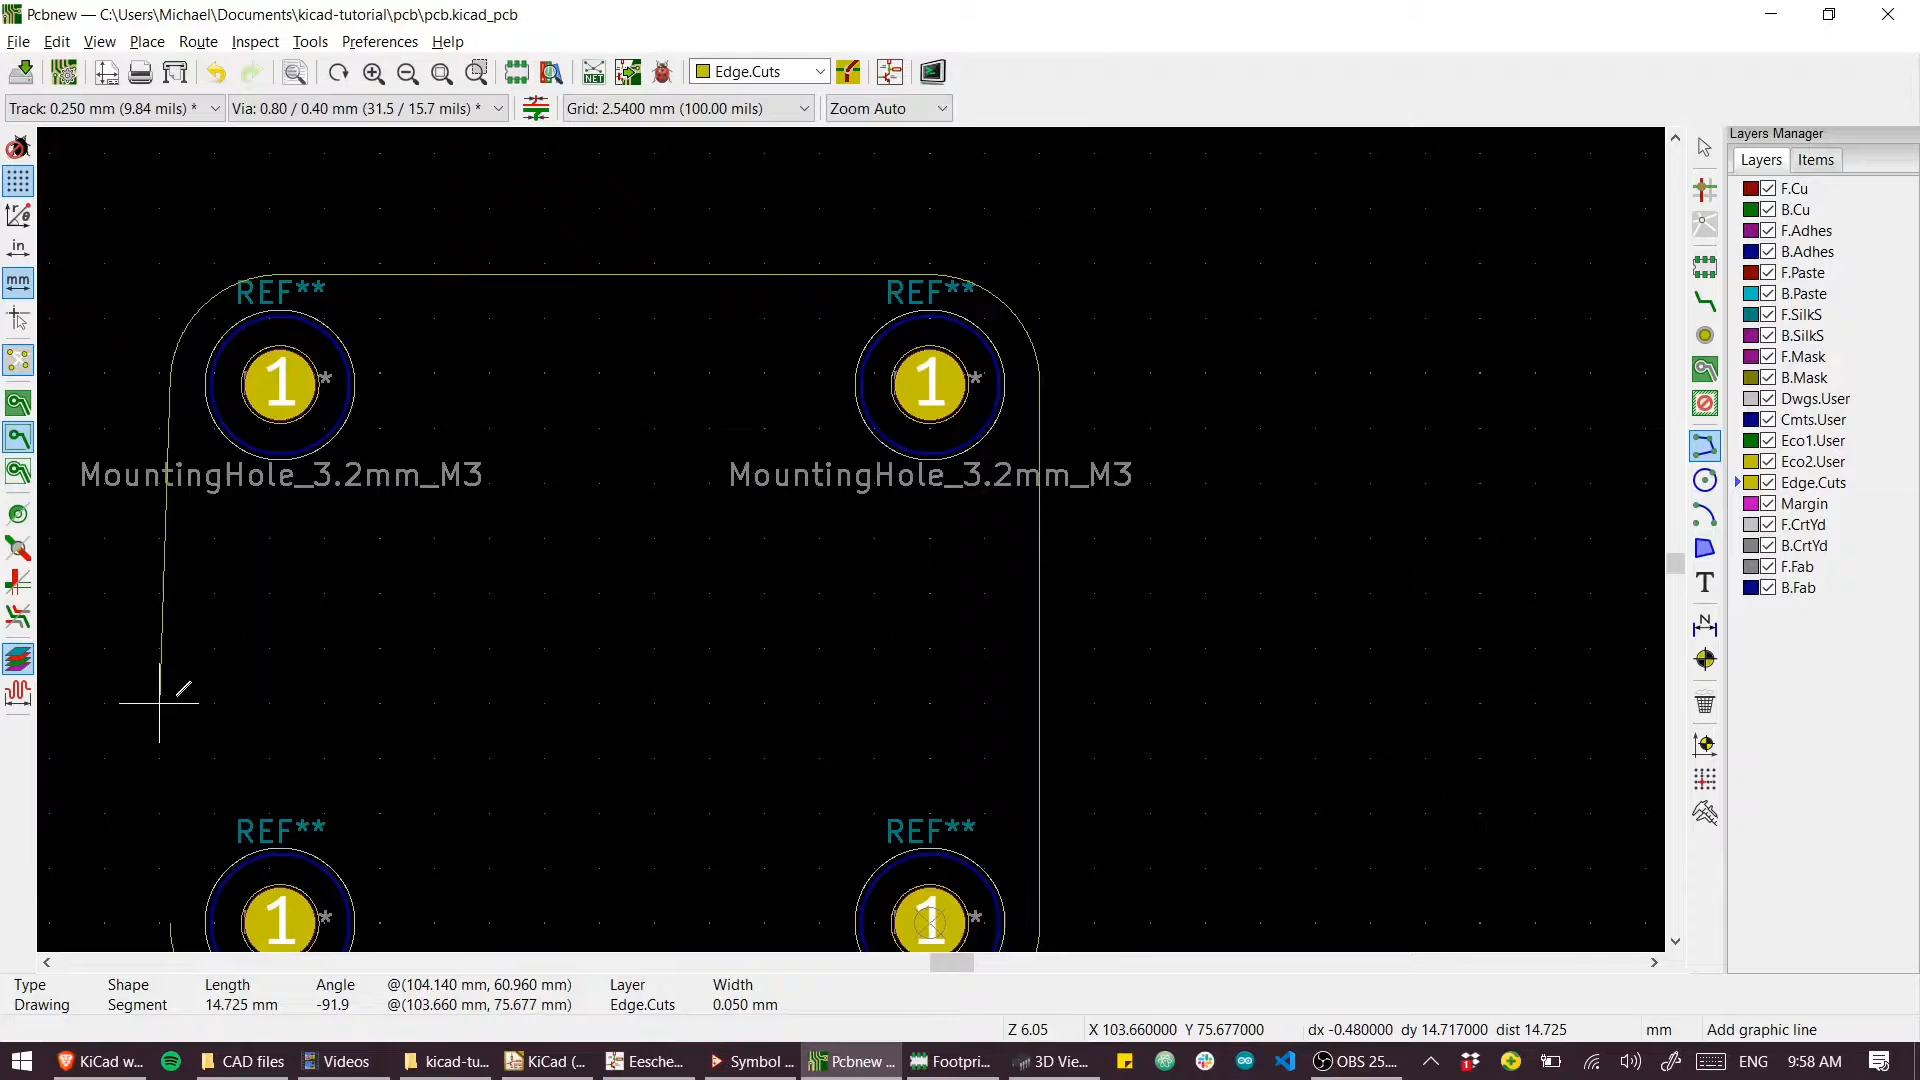 Pcbnew — C:\Users\Michael\Documents\kicad-tutorial\pcb\pcb.kicad_pcb
File Edit View Place Route Inspect Tools Preferences Help
NET Edge.Cuts
Track: 0.250 mm (9.84 mils) * Via: 0.80 / 0.40 mm (31.5 / 15.7 mils) * Grid: 2.5400 mm (100.00 mils) Zoom Auto
Layers Manager
Layers Items
F.Cu
B.Cu
F.Adhes
B.Adhes
F.Paste
B.Paste
F.SilkS
B.SilkS
F.Mask
B.Mask
Dwgs.User
Cmts.User
Eco1.User
Eco2.User
Edge.Cuts
Margin
F.CrtYd
B.CrtYd
F.Fab
B.Fab
in
mm
REF** REF**
1 * 1 *
MountingHole_3.2mm_M3 MountingHole_3.2mm_M3
REF** REF**
1 * 1 *
T
N
Type Shape Length Angle @(104.140 mm, 60.960 mm) Layer Width
Drawing Segment 14.725 mm -91.9 @(103.660 mm, 75.677 mm) Edge.Cuts 0.050 mm
Z 6.05 X 103.660000 Y 75.677000 dx -0.480000 dy 14.717000 dist 14.725 mm Add graphic line
KiCad w... CAD files Videos kicad-tu... KiCad (... Eesche... Symbol ... Pcbnew ... Footpri... 3D Vie... OBS 25.... ENG 9:58 AM